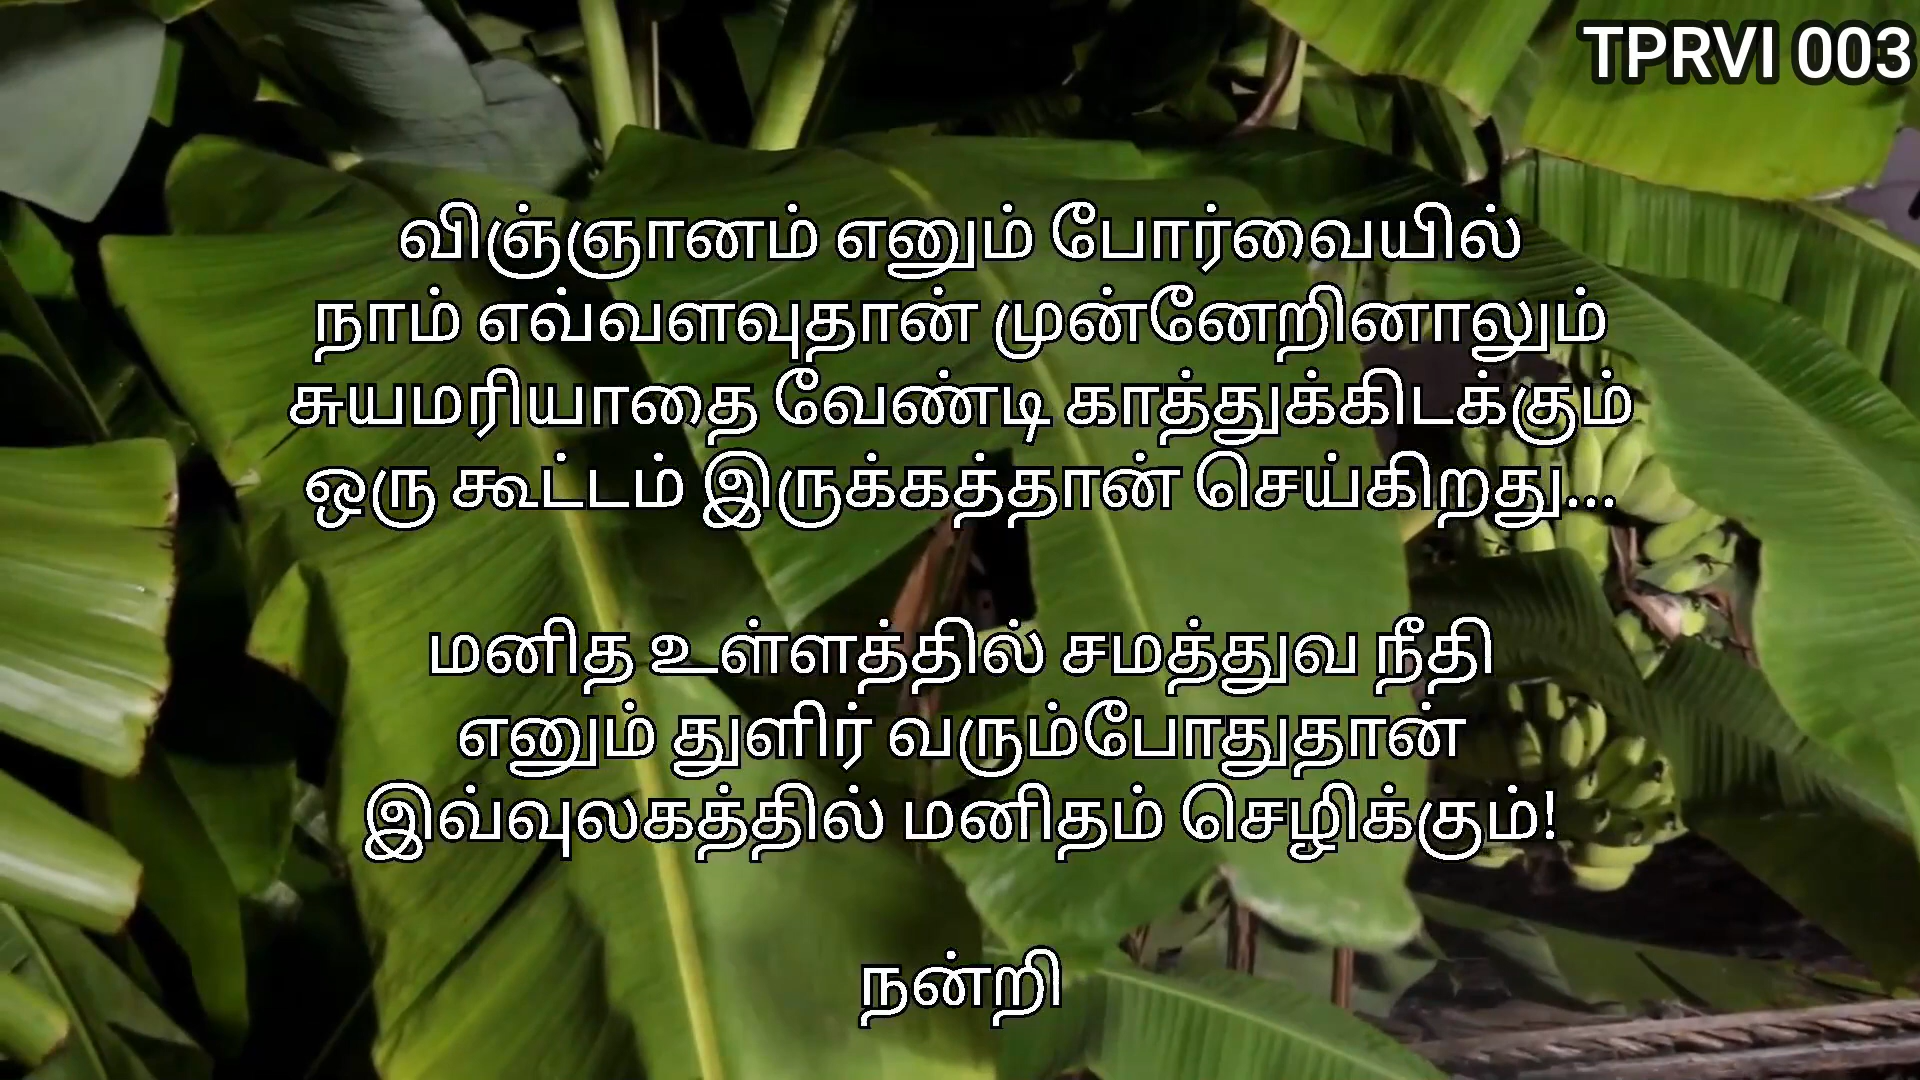 TPRVI 003
விஞ்ஞானம் எனும் போர்வையில்
நாம் எவ்வளவுதான் முன்னேறினாலும்
சுயமரியாதை வேண்டி காத்துக்கிடக்கும்
ஒரு கூட்டம் இருக்கத்தான் செய்கிறது...
மனித உள்ளத்தில் சமத்துவ நீதி
எனும் துளிர் வரும்போதுதான்
இவ்வுலகத்தில் மனிதம் செழிக்கும்!
நன்றி